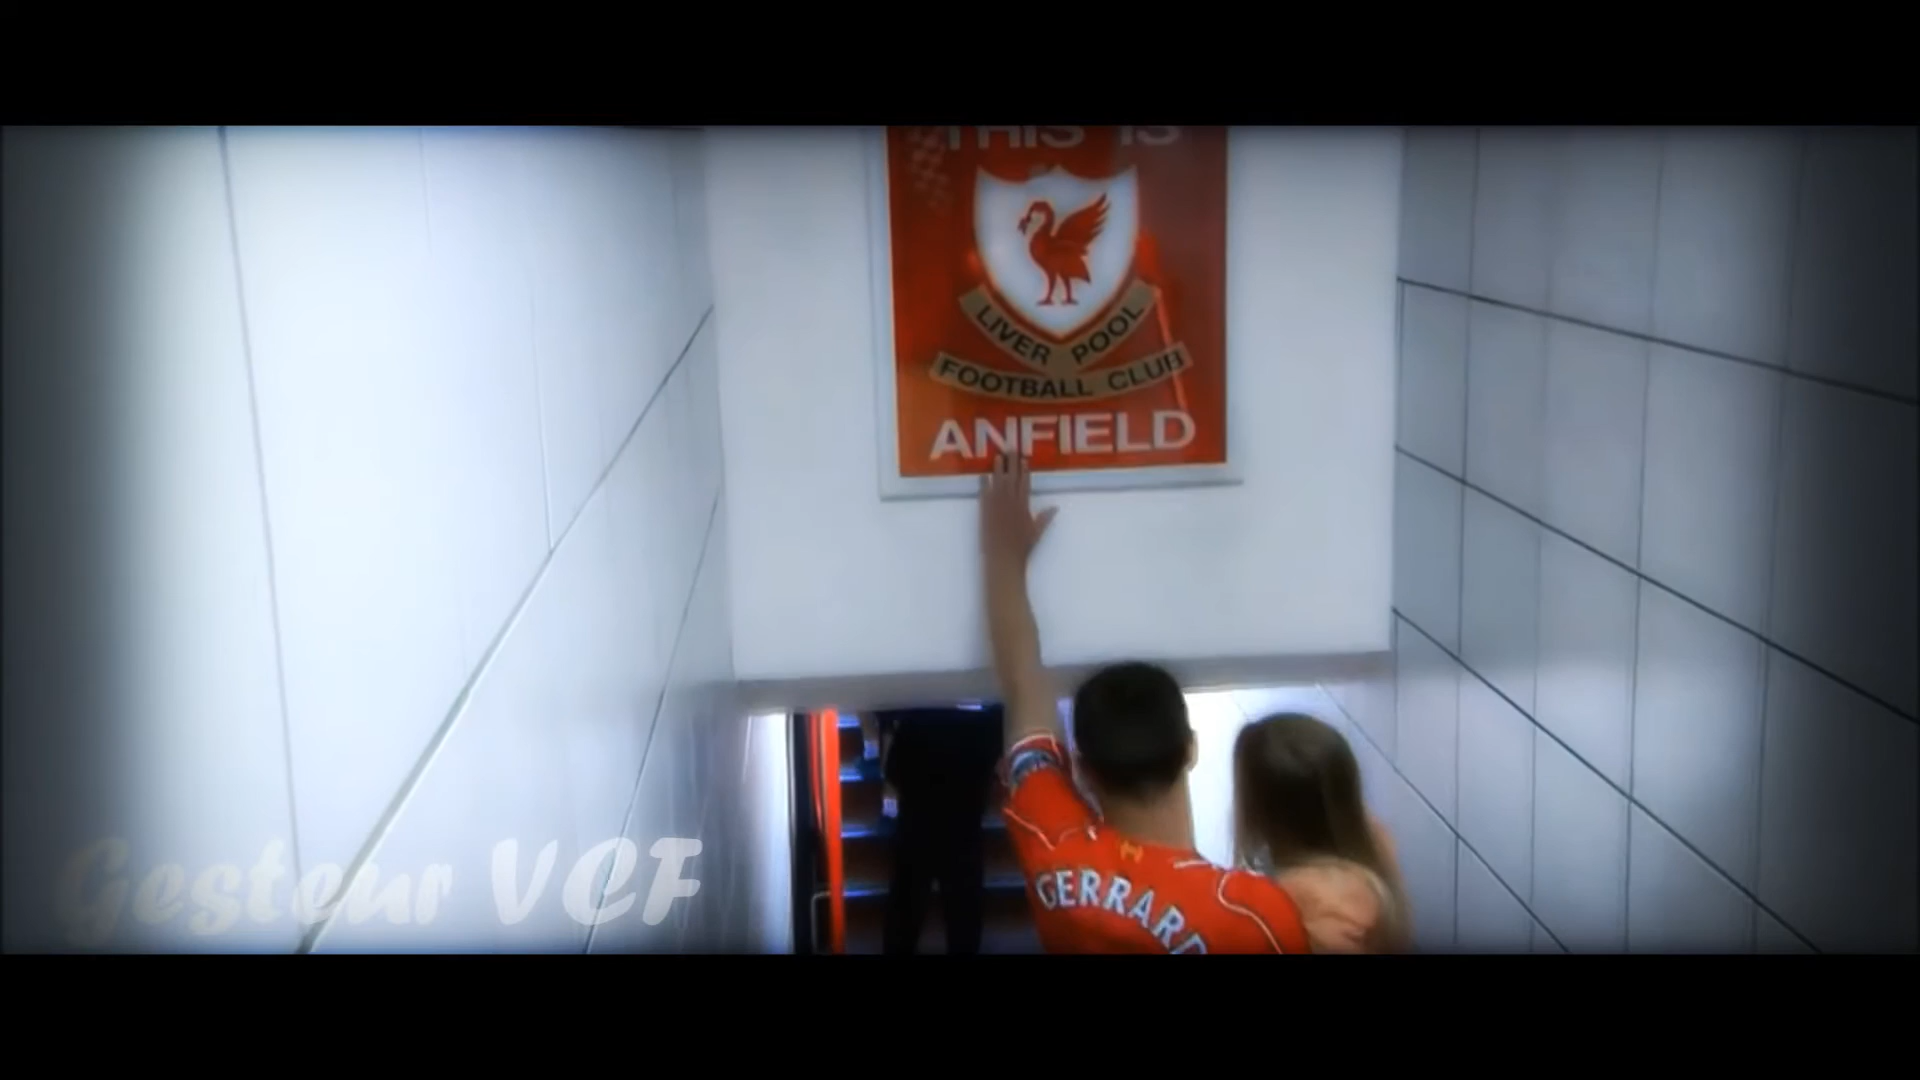 THIS IS
LIVER POOL
FOOTBALL CLUB
ANFIELD
GERRARD
Gesteur VCF